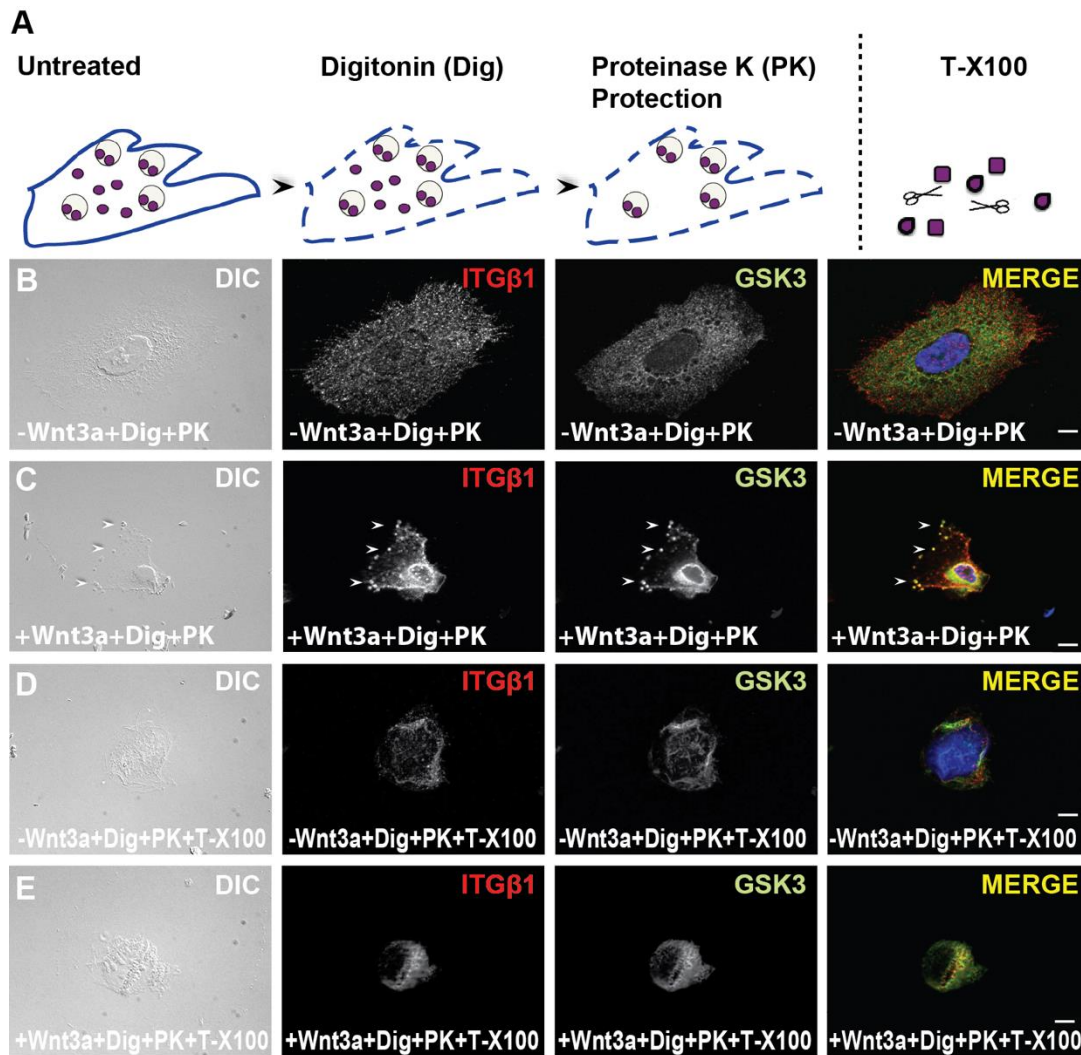 A
Untreated
Digitonin (Dig)
Proteinase K (PK)
Protection
T-X100
B
DIC
ITGβ1
GSK3
MERGE
-Wnt3a+Dig+PK
-Wnt3a+Dig+PK
-Wnt3a+Dig+PK
-Wnt3a+Dig+PK
C
DIC
ITGβ1
GSK3
MERGE
+Wnt3a+Dig+PK
+Wnt3a+Dig+PK
+Wnt3a+Dig+PK
+Wnt3a+Dig+PK
D
DIC
ITGβ1
GSK3
MERGE
-Wnt3a+Dig+PK+T-X100
-Wnt3a+Dig+PK+T-X100
-Wnt3a+Dig+PK+T-X100
-Wnt3a+Dig+PK+T-X100
E
DIC
ITGβ1
GSK3
MERGE
+Wnt3a+Dig+PK+T-X100
+Wnt3a+Dig+PK+T-X100
+Wnt3a+Dig+PK+T-X100
+Wnt3a+Dig+PK+T-X100